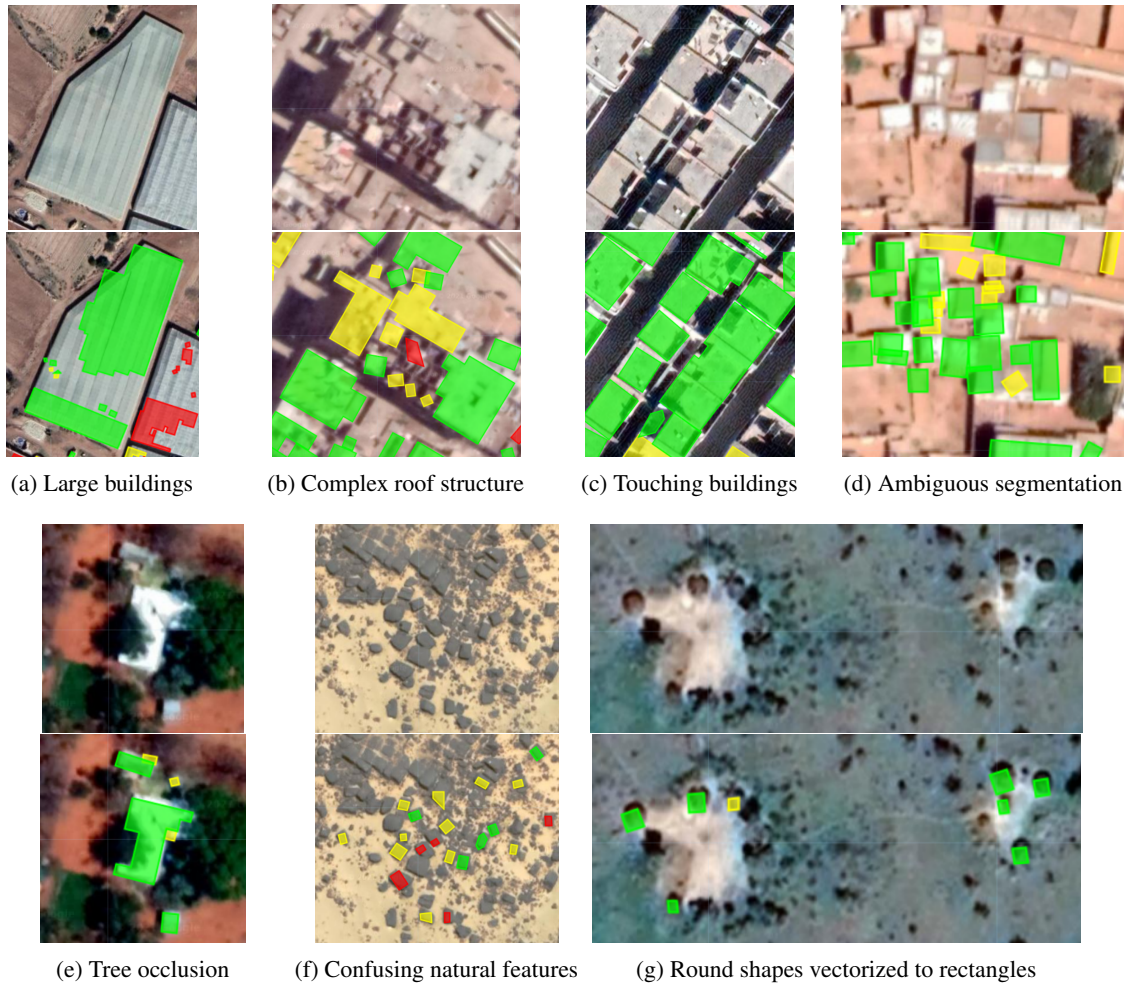 (a) Large buildings
(b) Complex roof structure
(c) Touching buildings
(d) Ambiguous segmentation
(e) Tree occlusion
(f) Confusing natural features
(g) Round shapes vectorized to rectangles